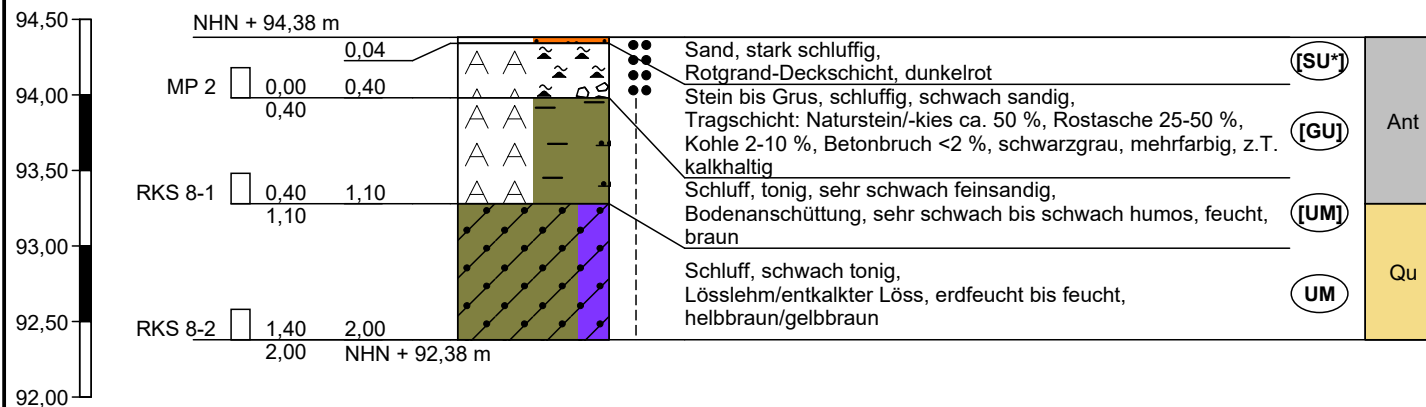 94,50
94,00
93,50
93,00
92,50
92,00
NHN + 94,38 m
0,04
MP 2 0,00 0,40
0,40
RKS 8-1 0,40 1,10
1,10
RKS 8-2 1,40 2,00
2,00 NHN + 92,38 m
Sand, stark schluffig,
Rotgrand-Deckschicht, dunkelrot
[SU*]
Stein bis Grus, schluffig, schwach sandig,
Tragschicht: Naturstein/-kies ca. 50 %, Rostasche 25-50 %,
Kohle 2-10 %, Betonbruch <2 %, schwarzgrau, mehrfarbig, z.T.
kalkhaltig
[GU]
Schluff, tonig, sehr schwach feinsandig,
Bodenanschüttung, sehr schwach bis schwach humos, feucht,
braun
[UM]
Schluff, schwach tonig,
Lösslehm/entkalkter Löss, erdfeucht bis feucht,
helbbraun/gelbbraun
UM
Ant
Qu